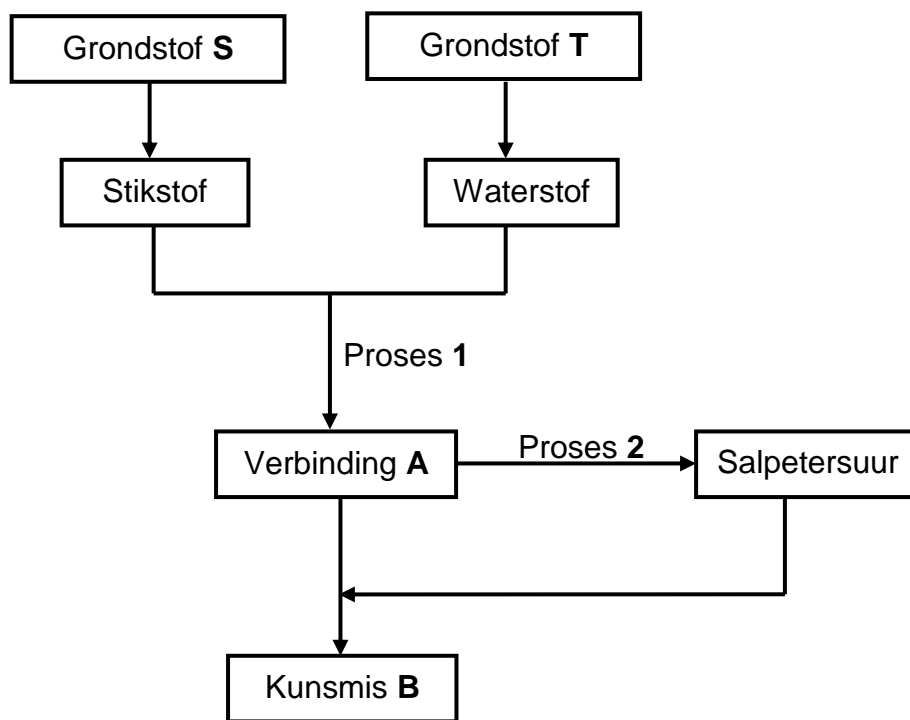 Grondstof S
Grondstof T
Stikstof
Waterstof
Proses 1
Verbinding A
Proses 2
Salpetersuur
Kunsmis B